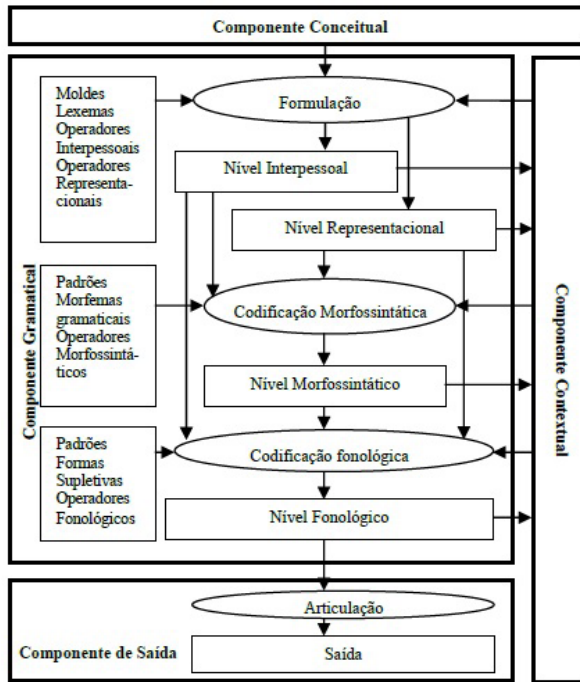 Componente Conceitual
Moldes
Lexemas
Operadores
Interpessoais
Operadores
Representa-
cionais
Formulação
Nível Interpessoal
Nível Representacional
Componente Gramatical
Padrões
Morfemas
gramaticais
Operadores
Morfossintá-
ticos
Codificação Morfossintática
Nível Morfossintático
Padrões
Formas
Supletivas
Operadores
Fonológicos
Codificação fonológica
Nível Fonológico
Componente Contextual
Articulação
Componente de Saída
Saída